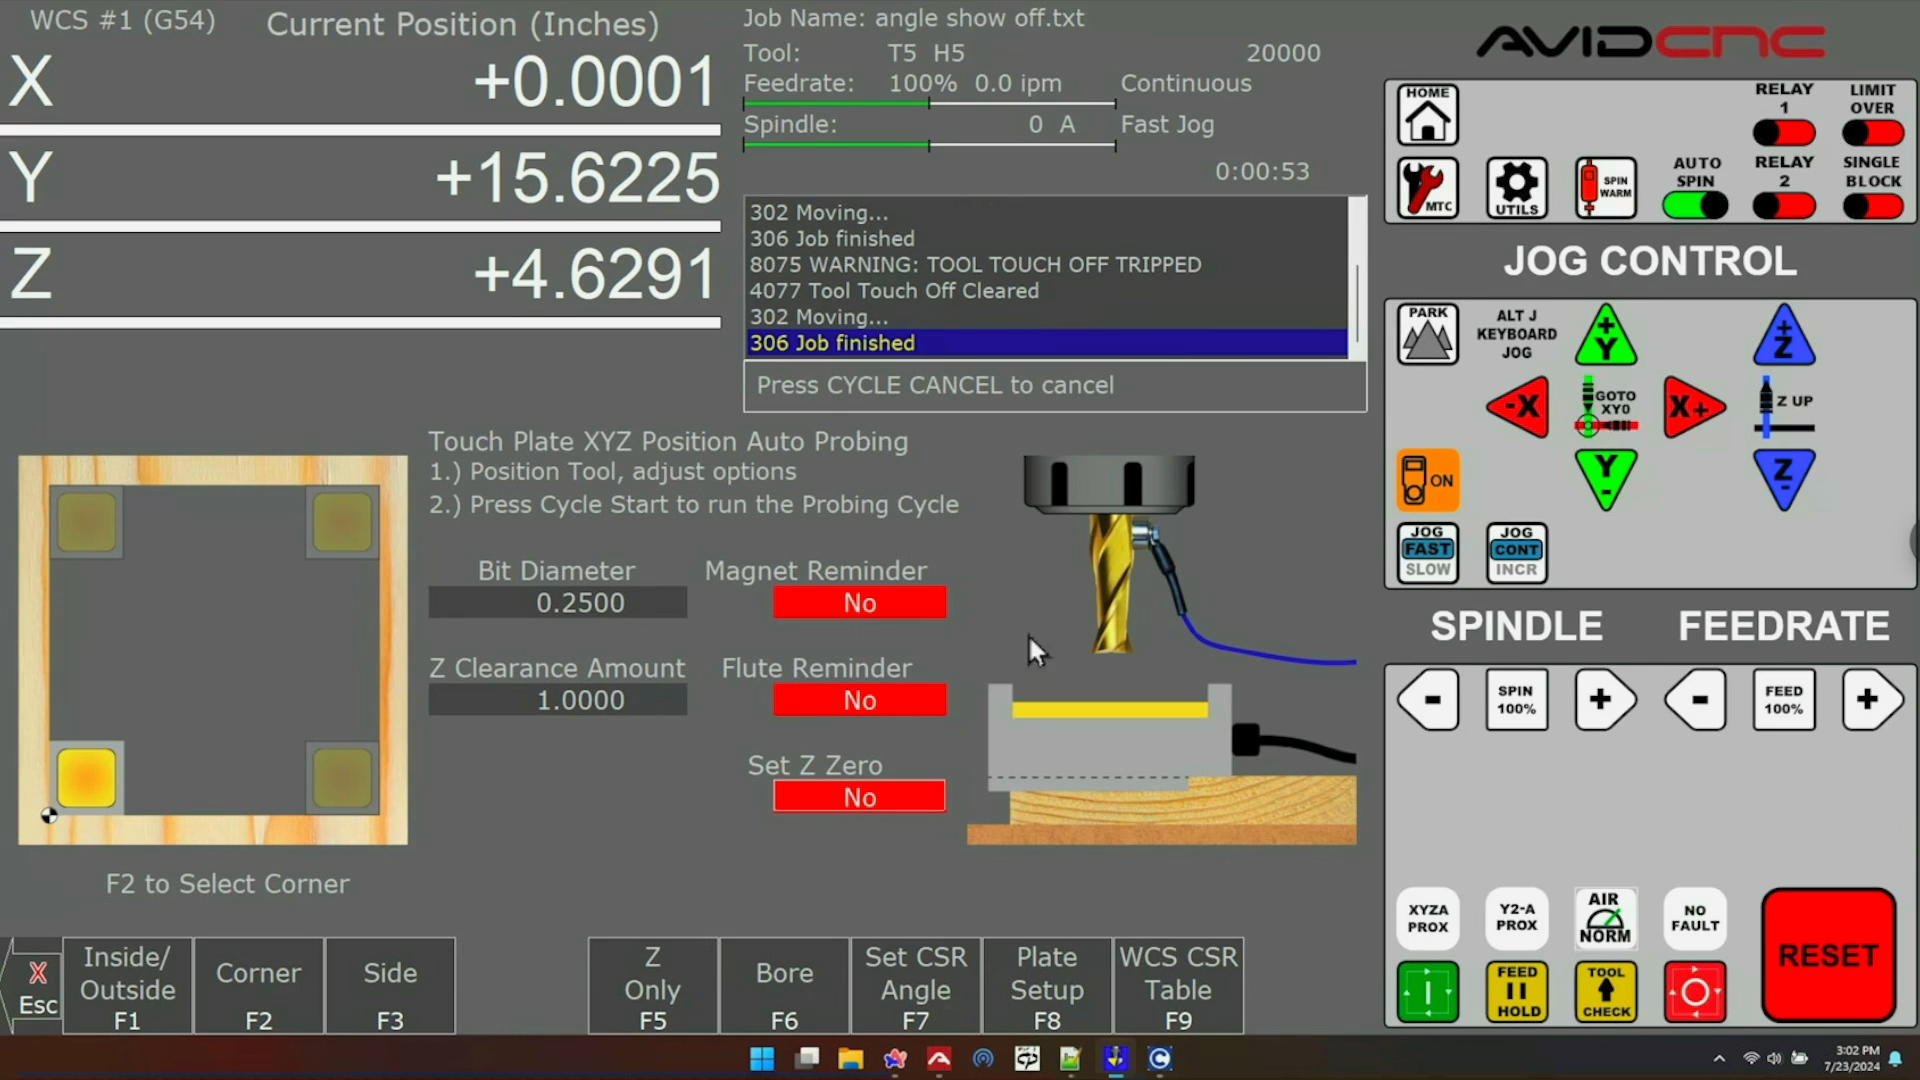 WCS #1 (G54)
Current Position (Inches)
X +0.0001
Y +15.6225
Z +4.6291
Job Name: angle show off.txt
Tool: T5 H5 20000
Feedrate: 100% 0.0 ipm Continuous
Spindle: 0 A Fast Jog
0:00:53
302 Moving...
306 Job finished
8075 WARNING: TOOL TOUCH OFF TRIPPED
4077 Tool Touch Off Cleared
302 Moving...
306 Job finished
Press CYCLE CANCEL to cancel
Touch Plate XYZ Position Auto Probing
1.) Position Tool, adjust options
2.) Press Cycle Start to run the Probing Cycle
Bit Diameter
0.2500
Magnet Reminder
No
Z Clearance Amount
1.0000
Flute Reminder
No
Set Z Zero
No
F2 to Select Corner
X
Esc
Inside/
Outside
F1
Corner
F2
Side
F3
Z
Only
F5
Bore
F6
Set CSR
Angle
F7
Plate
Setup
F8
WCS CSR
Table
F9
AVIDCNC
HOME
RELAY
1
LIMIT
OVER
MTC
UTILS
SPIN
WARM
AUTO
SPIN
RELAY
2
SINGLE
BLOCK
JOG CONTROL
PARK
ALT J
KEYBOARD
JOG
+
Y
+
Z
-X
GOTO
XY0
X+
Z UP
ON
Y
-
Z
-
JOG
FAST
SLOW
JOG
CONT
INCR
SPINDLE
FEEDRATE
-
SPIN
100%
+
-
FEED
100%
+
XYZA
PROX
Y2-A
PROX
AIR
NORM
NO
FAULT
RESET
FEED
HOLD
TOOL
CHECK
3:02 PM
7/23/2024